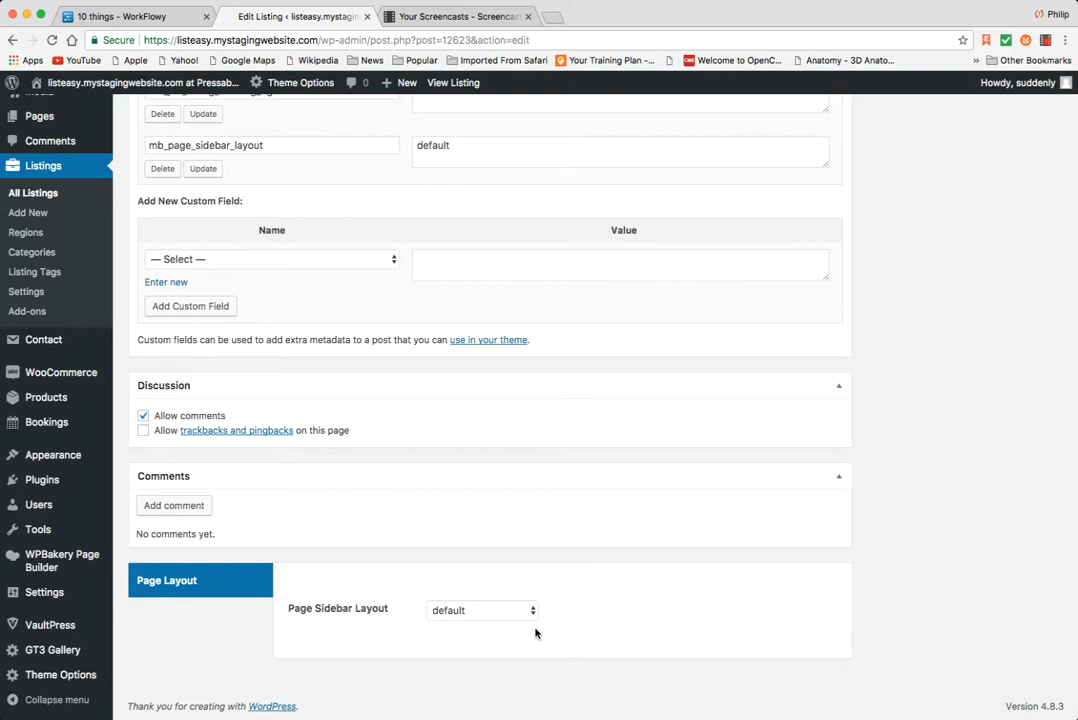 10 things - WorkFlowy
Edit Listing ‹ listeasy.mystaging
Your Screencasts - Screencast
Philip
Secure https://listeasy.mystagingwebsite.com/wp-admin/post.php?post=12623&action=edit
Apps YouTube Apple Yahoo! Google Maps Wikipedia News Popular Imported From Safari Your Training Plan -... Welcome to OpenC... Anatomy - 3D Anato... » Other Bookmarks
listeasy.mystagingwebsite.com at Pressab... Theme Options 0 New View Listing Howdy, suddenly
Pages
Comments
Listings
All Listings
Add New
Regions
Categories
Listing Tags
Settings
Add-ons
Contact
WooCommerce
Products
Bookings
Appearance
Plugins
Users
Tools
WPBakery Page
Builder
Settings
VaultPress
GT3 Gallery
Theme Options
Collapse menu
Delete Update
mb_page_sidebar_layout default
Delete Update
Add New Custom Field:
Name Value
— Select —
Enter new
Add Custom Field
Custom fields can be used to add extra metadata to a post that you can use in your theme.
Discussion
Allow comments
Allow trackbacks and pingbacks on this page
Comments
Add comment
No comments yet.
Page Layout
Page Sidebar Layout default
Thank you for creating with WordPress.
Version 4.8.3